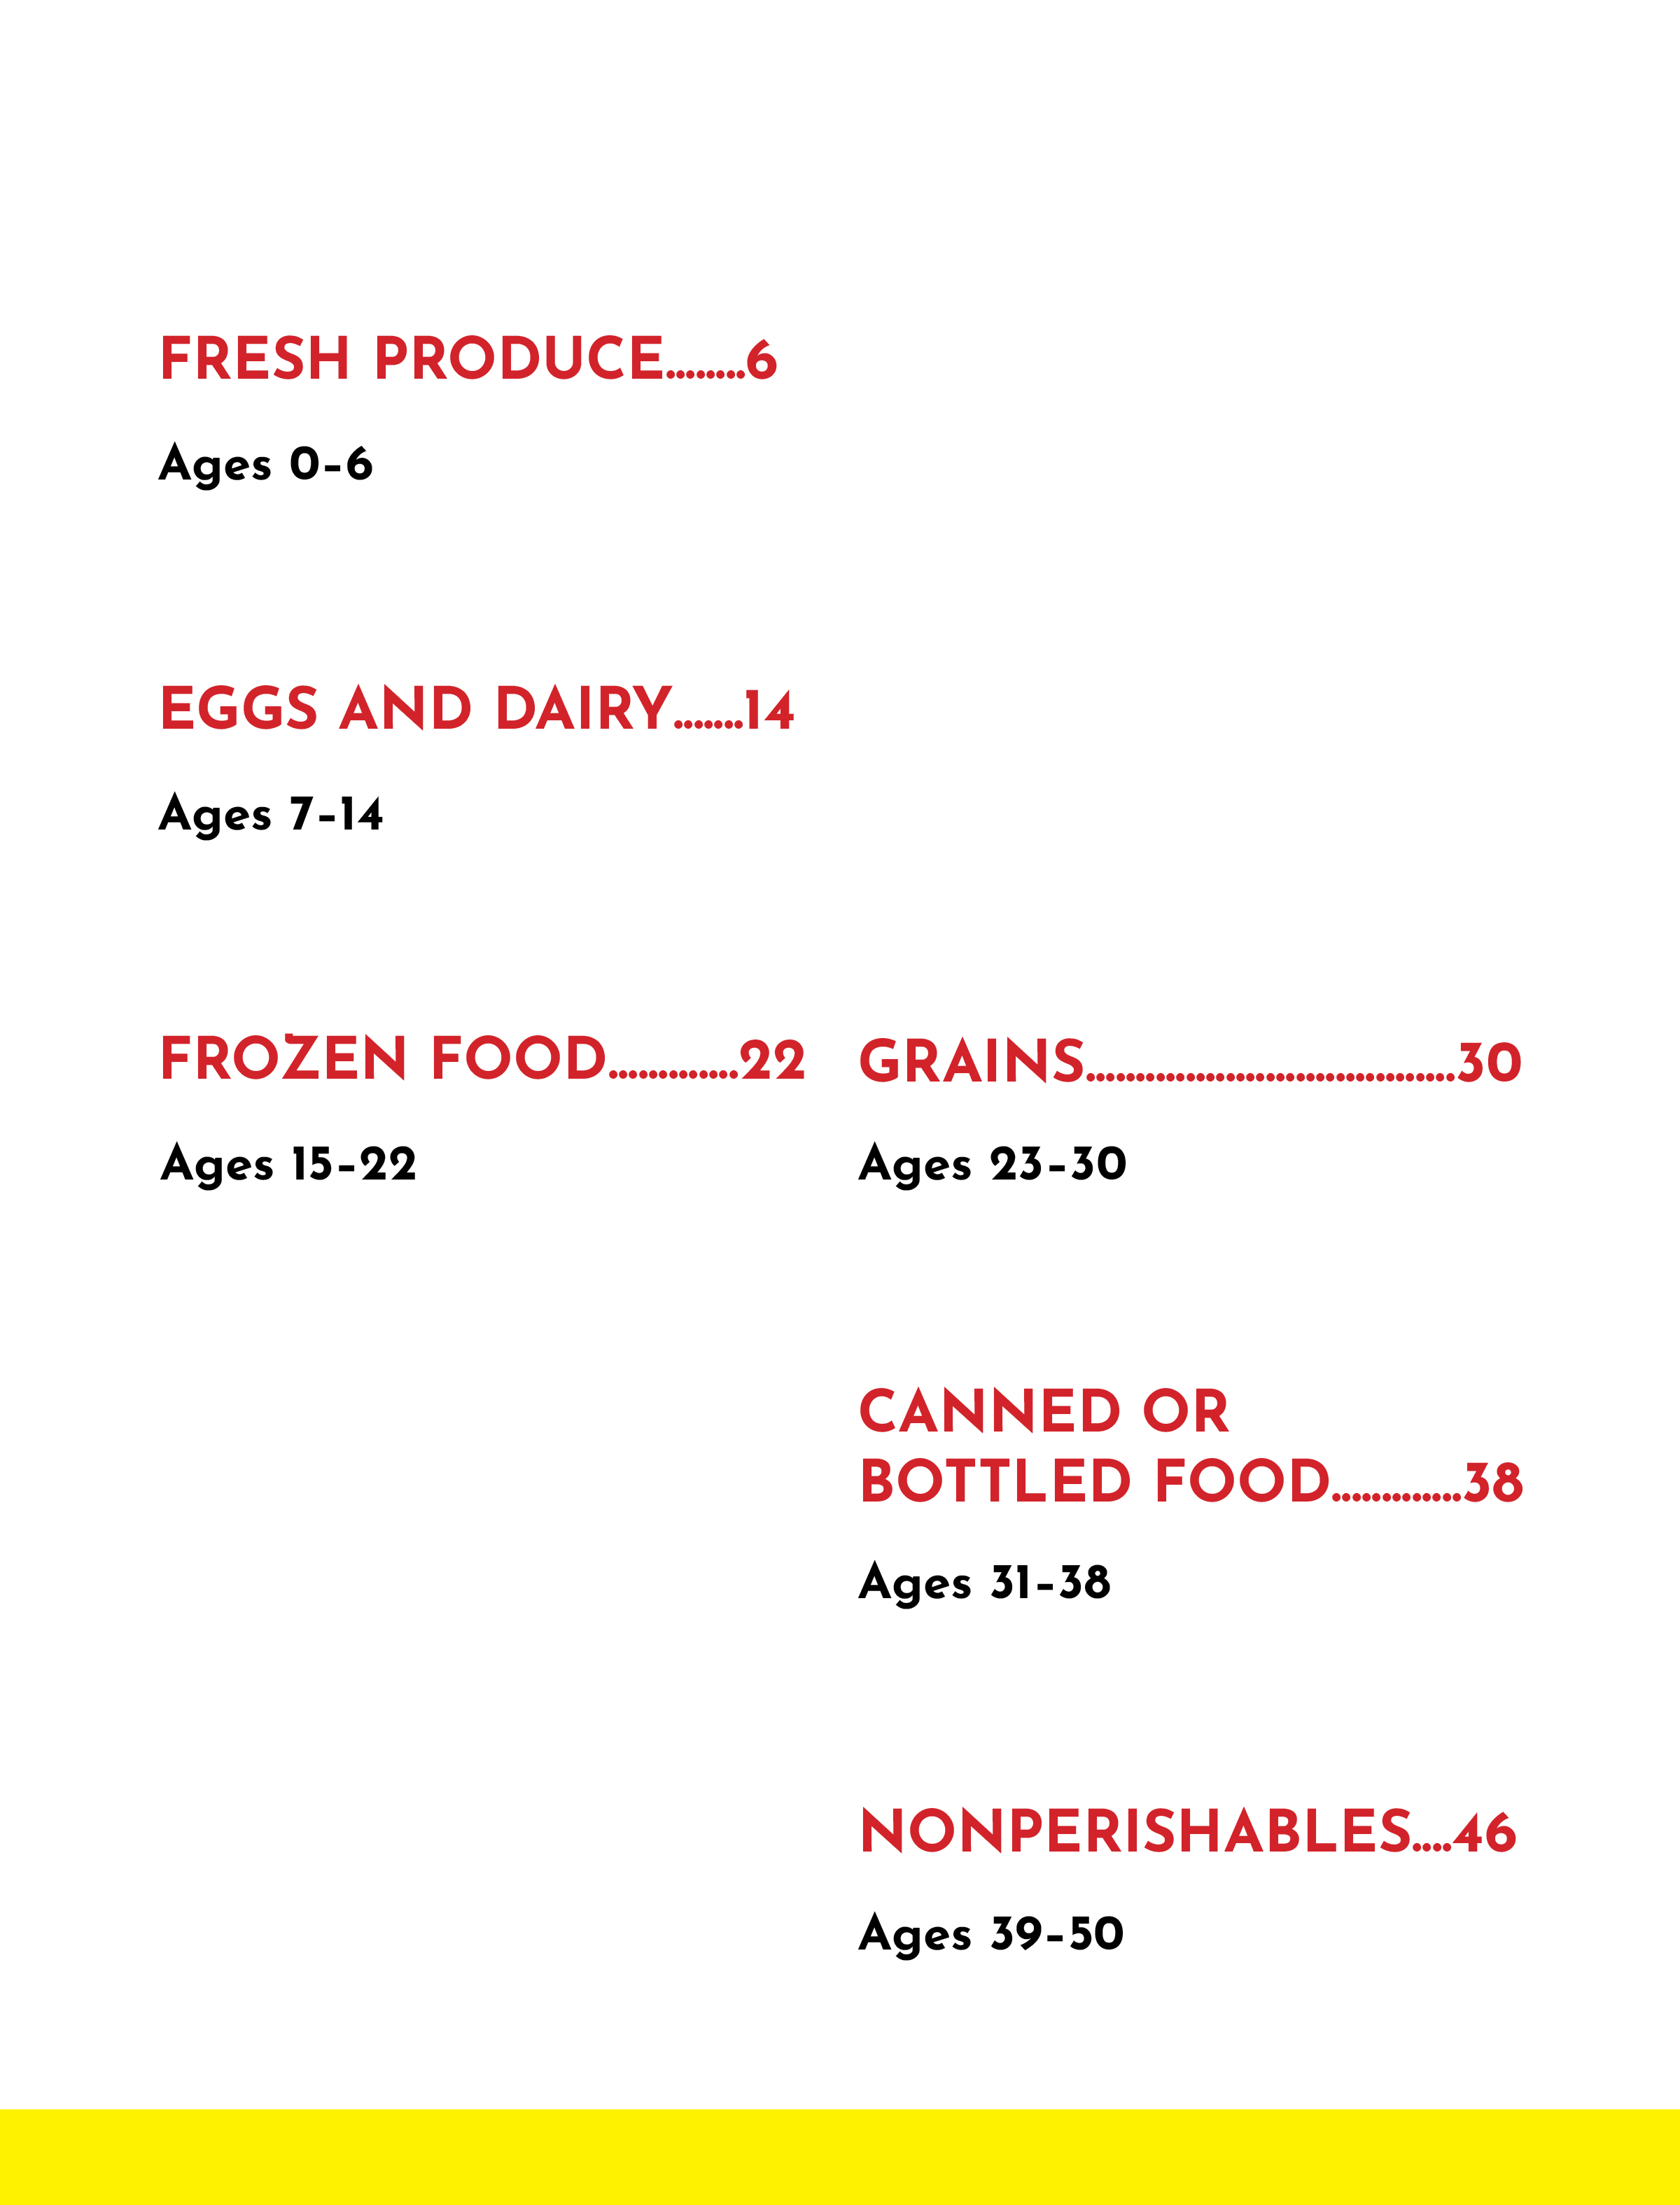 FRESH PRODUCE........6
Ages 0-6
EGGS AND DAIRY.......14
Ages 7-14
FROZEN FOOD.............22
Ages 15-22
GRAINS.....................................30
Ages 23-30
CANNED OR
BOTTLED FOOD.............38
Ages 31-38
NONPERISHABLES....46
Ages 39-50